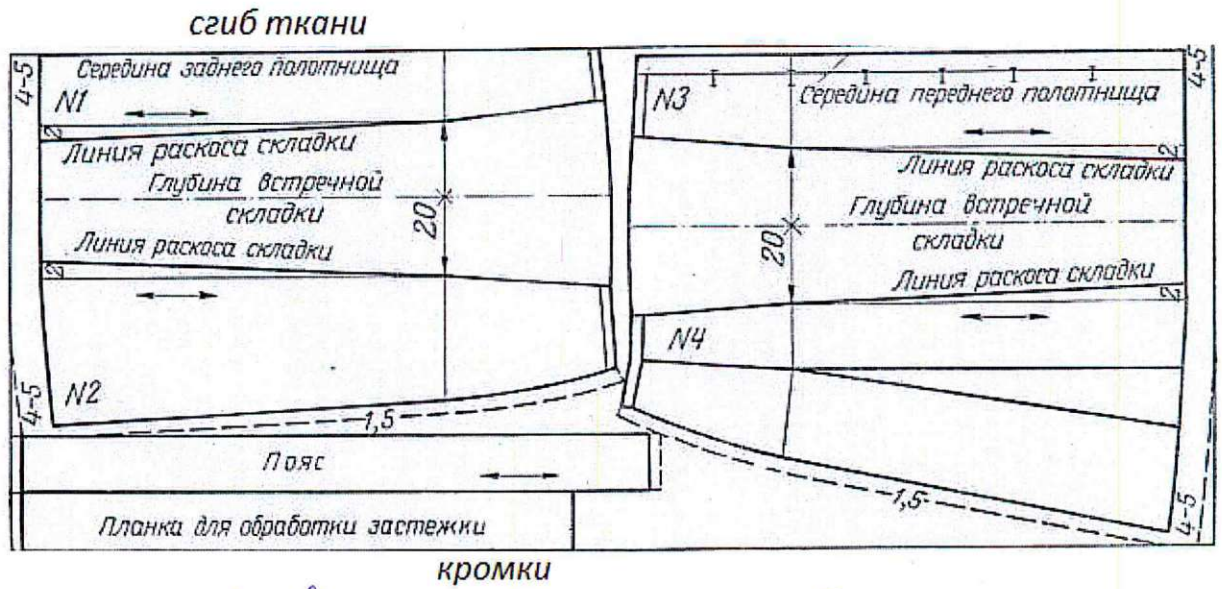 сгиб ткани
4-5
Середина заднего полотнища
N1
2
Линия раскоса складки
Глубина встречной
складки
20
Линия раскоса складки
2
N2
4-5
1,5
Пояс
Планка для обработки застежки
4-5
N3
Середина переднего полотнища
2
Линия раскоса складки
Глубина встречной
складки
20
Линия раскоса складки
2
N4
1,5
4-5
кромки